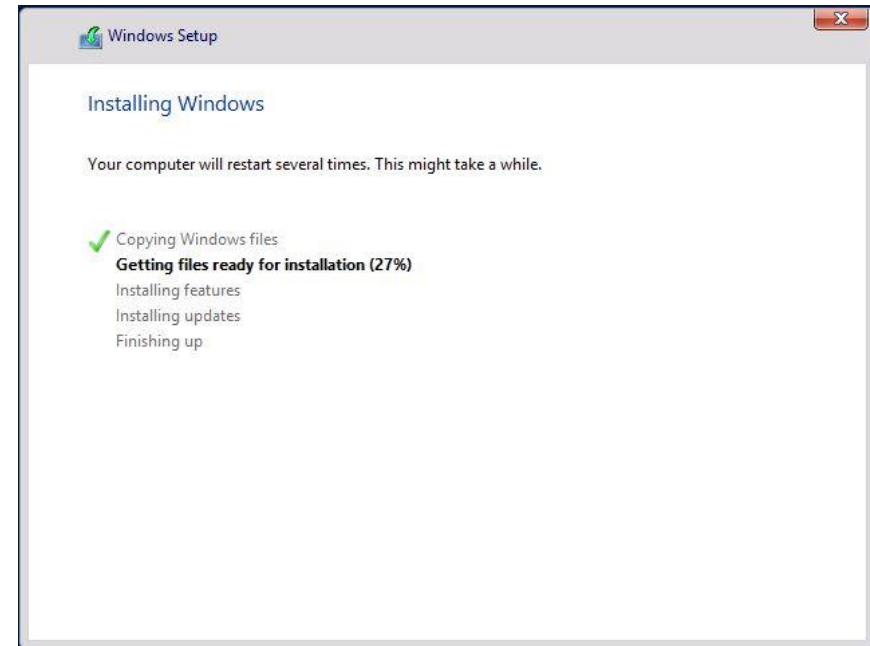 Windows Setup
Installing Windows
Your computer will restart several times. This might take a while.
Copying Windows files
Getting files ready for installation (27%)
Installing features
Installing updates
Finishing up